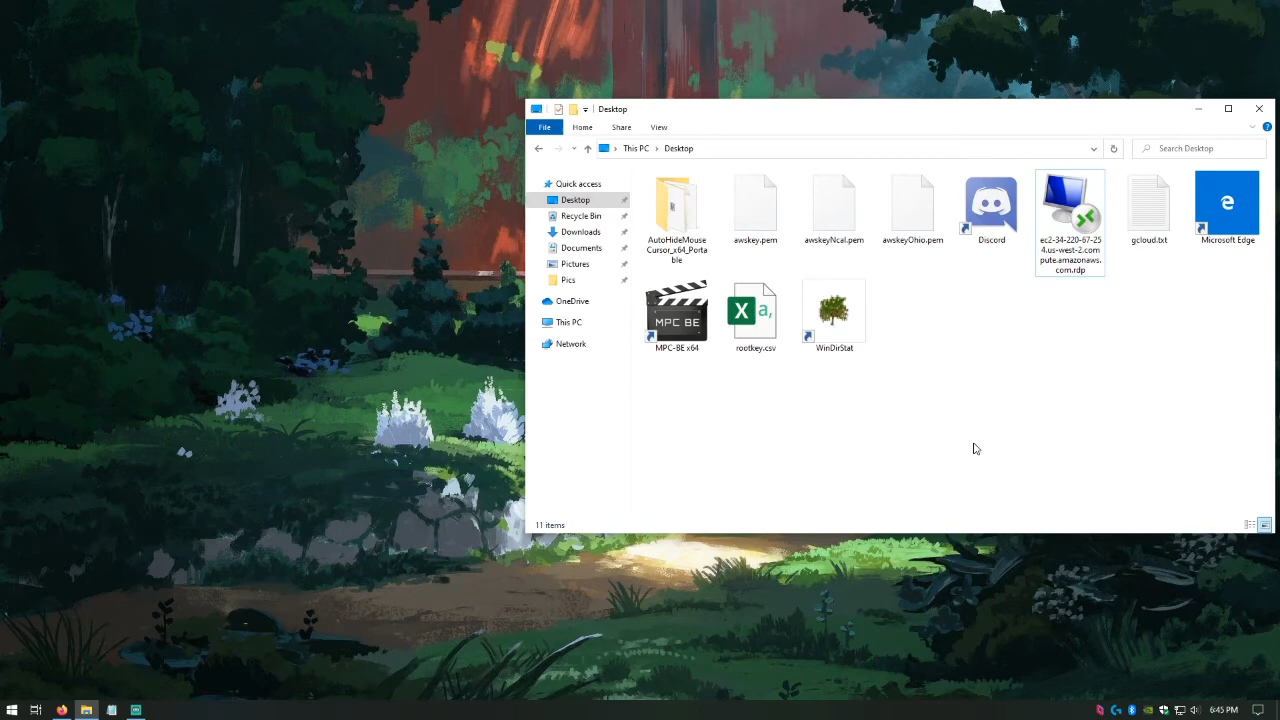 Desktop
File Home Share View
This PC Desktop
Search Desktop
Quick access
Desktop
Recycle Bin
Downloads
Documents
Pictures
Pics
OneDrive
This PC
Network
AutoHideMouse
Cursor_x64_Porta
ble
awskey.pem
awskeyNcal.pem
awskeyOhio.pem
Discord
ec2-34-220-67-25
4.us-west-2.com
pute.amazonaws.
com.rdp
gcloud.txt
Microsoft Edge
MPC BE
MPC-BE x64
X a,
rootkey.csv
WinDirStat
11 items
6:45 PM